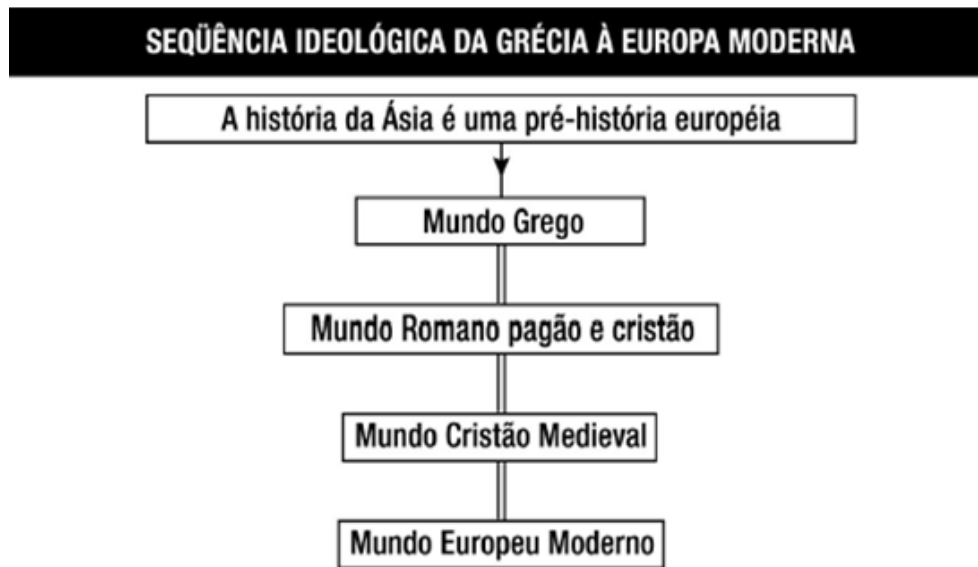 SEQÜÊNCIA IDEOLÓGICA DA GRÉCIA À EUROPA MODERNA
A história da Ásia é uma pré-história européia
Mundo Grego
Mundo Romano pagão e cristão
Mundo Cristão Medieval
Mundo Europeu Moderno